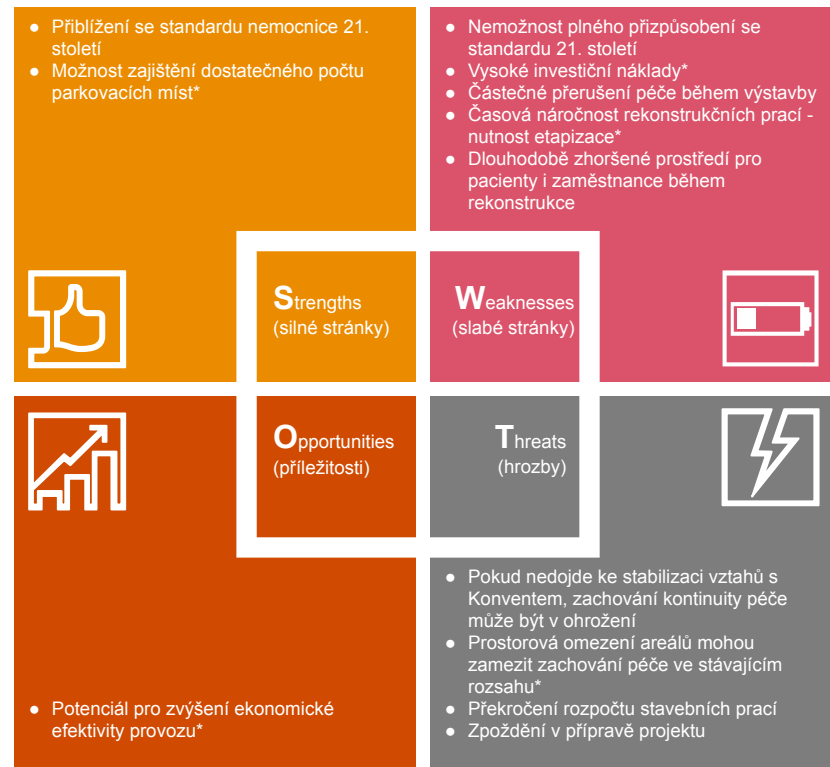 ● Přiblížení se standardu nemocnice 21.
století
● Možnost zajištění dostatečného počtu
parkovacích míst*
● Nemožnost plného přizpůsobení se
standardu 21. století
● Vysoké investiční náklady*
● Částečné přerušení péče během výstavby
● Časová náročnost rekonstrukčních prací -
nutnost etapizace*
● Dlouhodobě zhoršené prostředí pro
pacienty i zaměstnance během
rekonstrukce
Strengths
(silné stránky)
Weaknesses
(slabé stránky)
Opportunities
(příležitosti)
Threats
(hrozby)
● Potenciál pro zvýšení ekonomické
efektivity provozu*
● Pokud nedojde ke stabilizaci vztahů s
Konventem, zachování kontinuity péče
může být v ohrožení
● Prostorová omezení areálů mohou
zamezit zachování péče ve stávajícím
rozsahu*
● Překročení rozpočtu stavebních prací
● Zpoždění v přípravě projektu